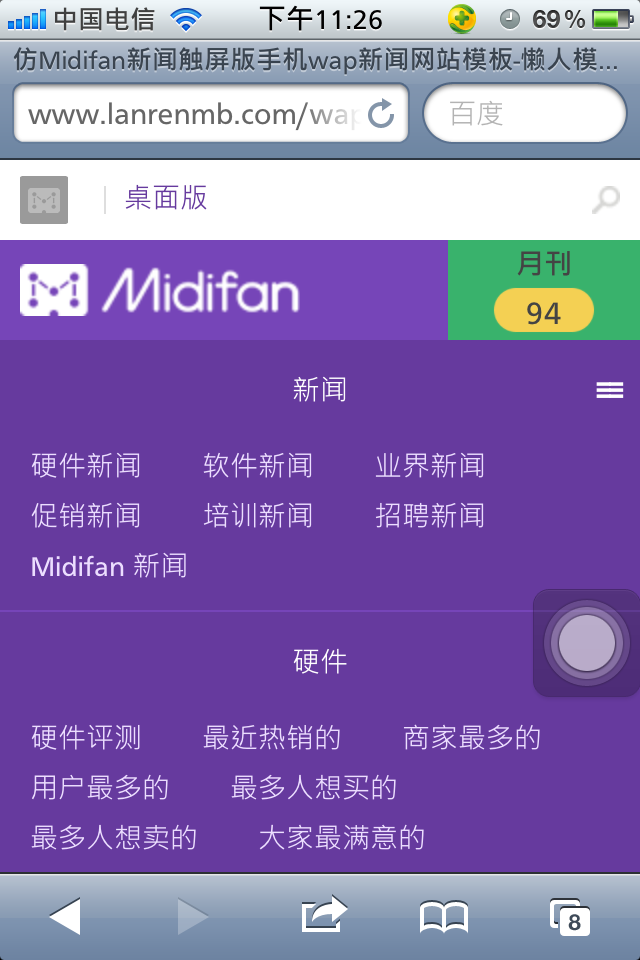 中国电信 下午11:26 69%
仿Midifan新闻触屏版手机wap新闻网站模板-懒人模...
www.lanrenmb.com/wap 百度
桌面版
Midifan 月刊
94
新闻
硬件新闻 软件新闻 业界新闻
促销新闻 培训新闻 招聘新闻
Midifan 新闻
硬件
硬件评测 最近热销的 商家最多的
用户最多的 最多人想买的
最多人想卖的 大家最满意的
8